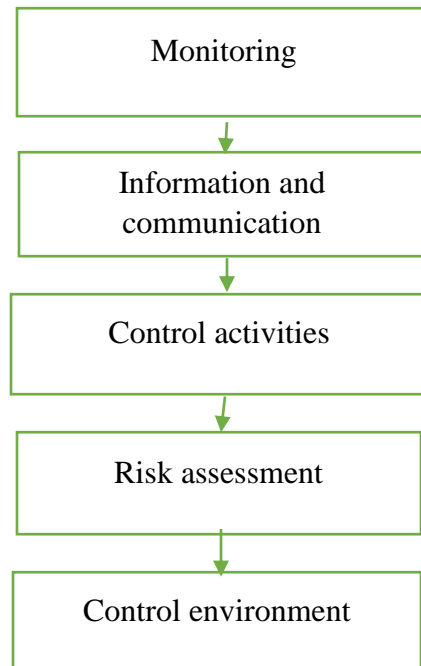 Monitoring
Information and
communication
Control activities
Risk assessment
Control environment